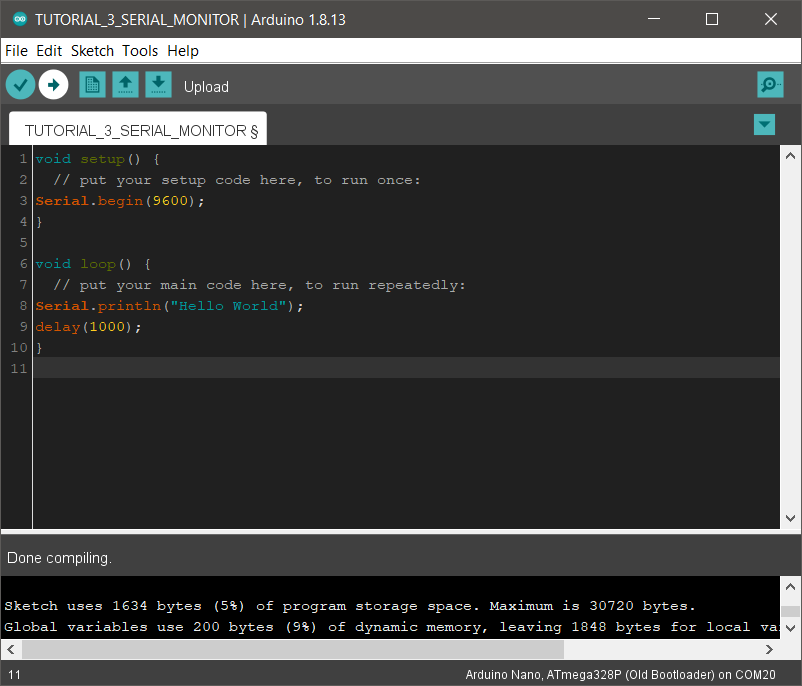 TUTORIAL_3_SERIAL_MONITOR | Arduino 1.8.13
File Edit Sketch Tools Help
Upload
TUTORIAL_3_SERIAL_MONITOR §
1 void setup() {
2   // put your setup code here, to run once:
3 Serial.begin(9600);
4 }
5
6 void loop() {
7   // put your main code here, to run repeatedly:
8 Serial.println("Hello World");
9 delay(1000);
10 }
11
Done compiling.
Sketch uses 1634 bytes (5%) of program storage space. Maximum is 30720 bytes.
Global variables use 200 bytes (9%) of dynamic memory, leaving 1848 bytes for local va
11 Arduino Nano, ATmega328P (Old Bootloader) on COM20